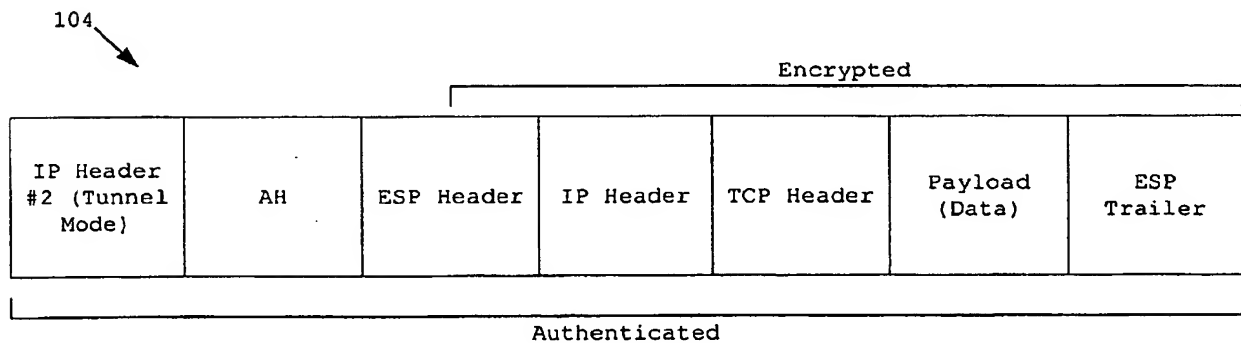 104
Encrypted
IP Header
#2 (Tunnel
Mode)
AH
ESP Header
IP Header
TCP Header
Payload
(Data)
ESP
Trailer
Authenticated